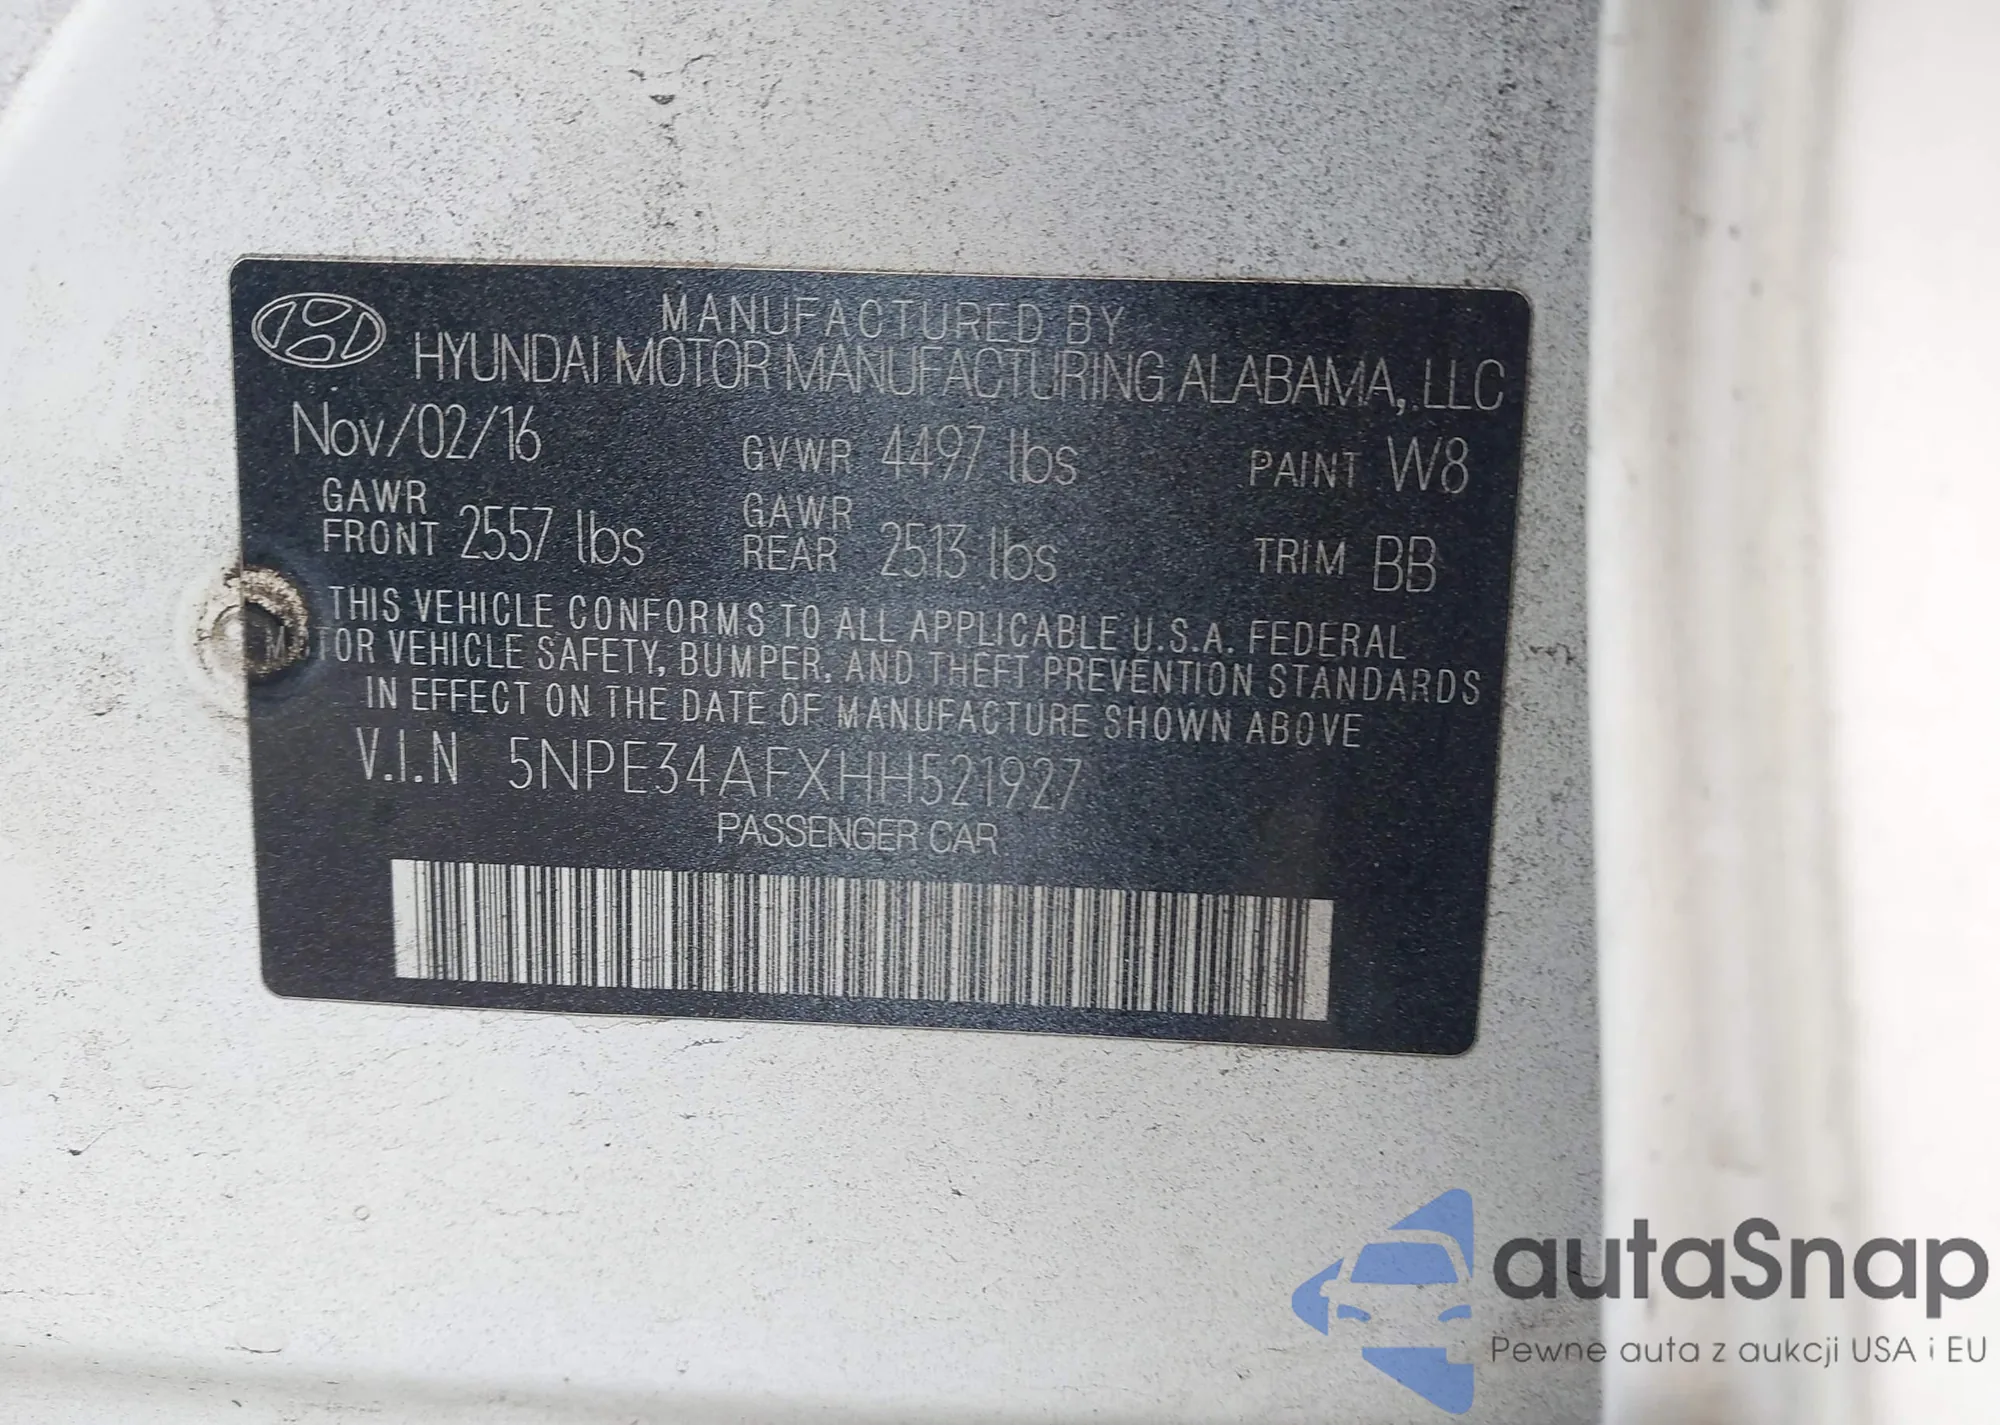 MANUFACTURED BY
HYUNDAI MOTOR MANUFACTURING ALABAMA, LLC
Nov/02/16 GVWR 4497 lbs PAINT W8
GAWR FRONT 2557 lbs GAWR REAR 2513 lbs TRIM BB
THIS VEHICLE CONFORMS TO ALL APPLICABLE U.S.A. FEDERAL
MOTOR VEHICLE SAFETY, BUMPER, AND THEFT PREVENTION STANDARDS
IN EFFECT ON THE DATE OF MANUFACTURE SHOWN ABOVE
V.I.N 5NPE34AFXHH521927
PASSENGER CAR
autaSnap
Pewne auta z aukcji USA i EU